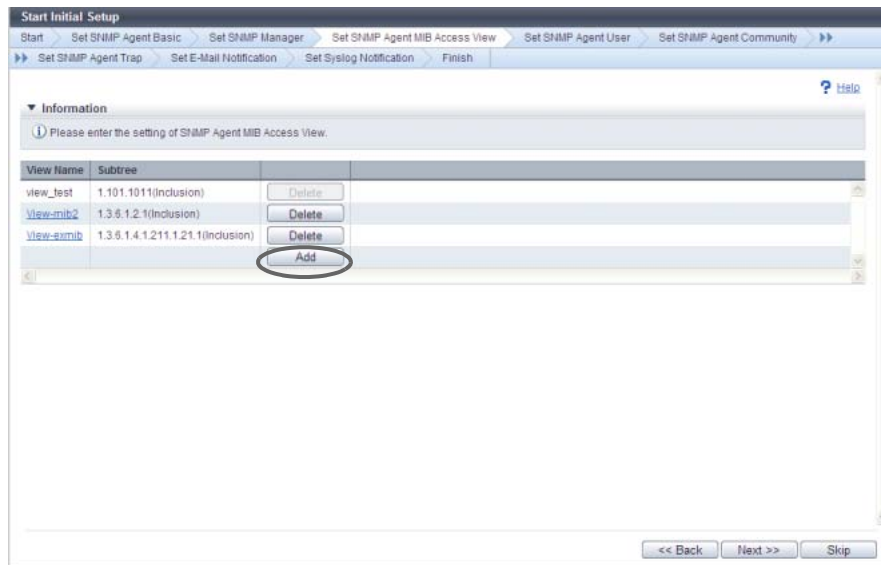 Start Initial Setup
Start Set SNMP Agent Basic Set SNMP Manager Set SNMP Agent MIB Access View Set SNMP Agent User Set SNMP Agent Community
Set SNMP Agent Trap Set E-Mail Notification Set Syslog Notification Finish
? Help
Information
Please enter the setting of SNMP Agent MIB Access View.
View Name Subtree
view_test 1.101.1011(Inclusion) Delete
View-mib2 1.3.6.1.2.1(Inclusion) Delete
View-exmib 1.3.6.1.4.1.211.1.21.1(Inclusion) Delete
Add
<< Back Next >> Skip